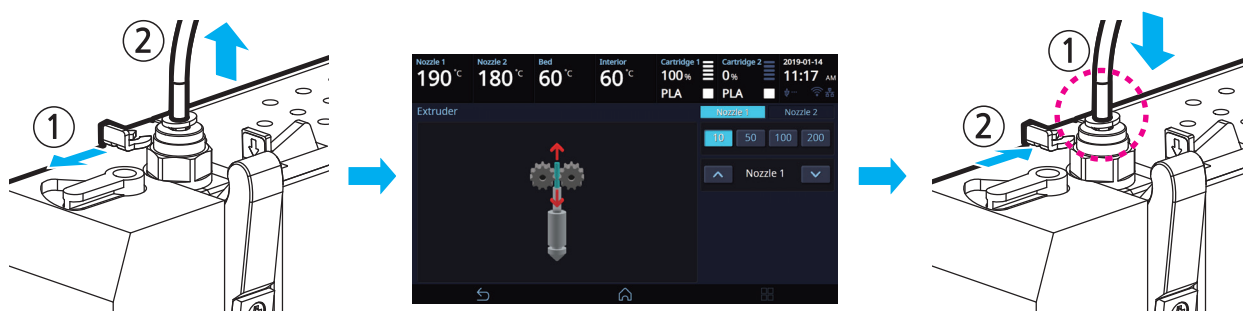 ②
①
Nozzle 1 Nozzle 2 Bed Interior Cartridge 1 Cartridge 2 2019-01-14
190 °C 180 °C 60 °C 60 °C 100 % 0 % 11:17 AM
PLA PLA
Extruder Nozzle 1 Nozzle 2
10 50 100 200
Nozzle 1
①
②